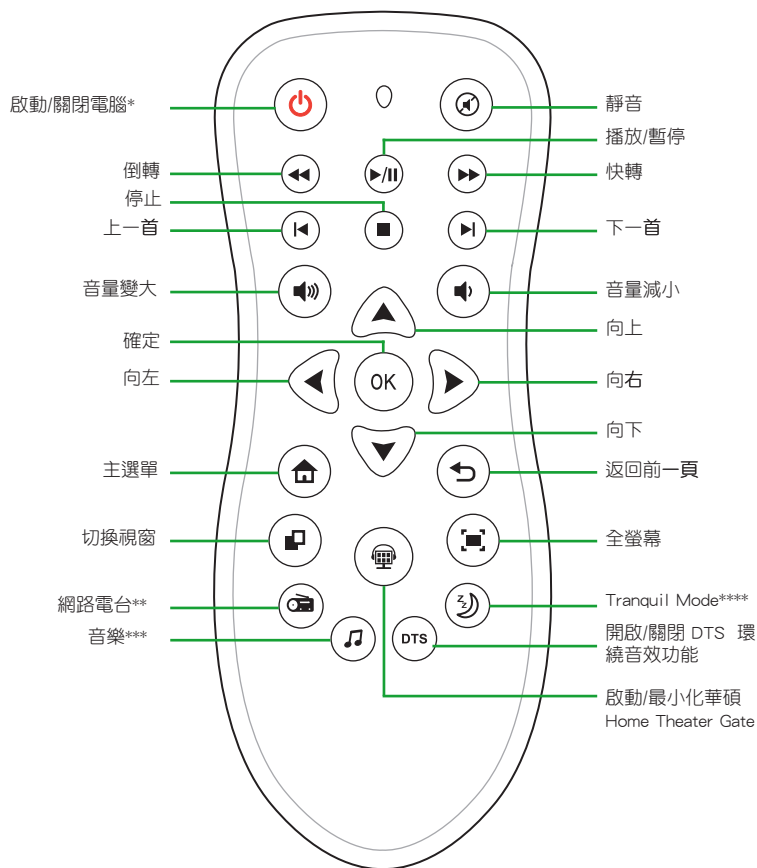 啟動/關閉電腦*
靜音
播放/暫停
倒轉
快轉
停止
上一首
下一首
音量變大
音量減小
向上
確定
向左
OK
向右
向下
主選單
返回前一頁
切換視窗
全螢幕
網路電台**
Tranquil Mode****
音樂***
DTS
開啟/關閉 DTS 環
繞音效功能
啟動/最小化華碩
Home Theater Gate